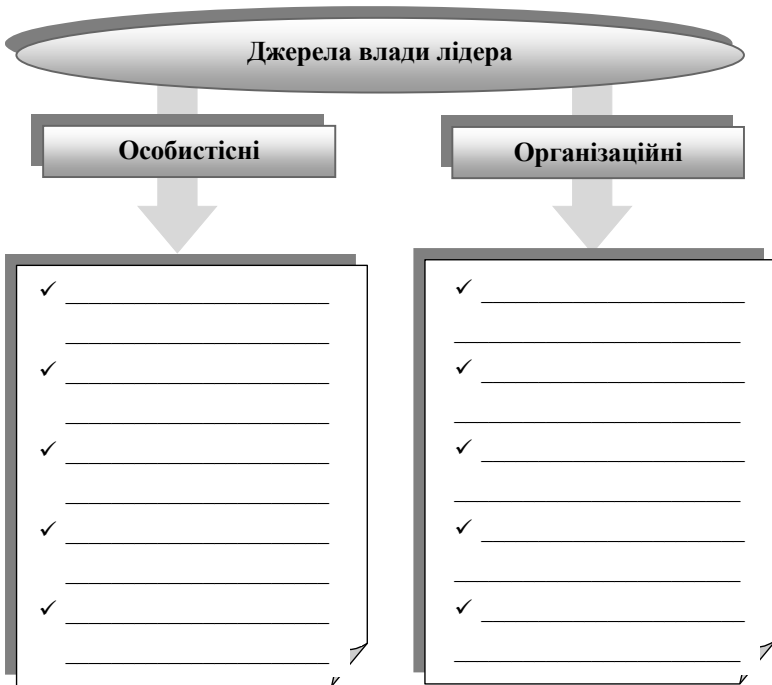 Джерела влади лідера
Особистісні
Організаційні